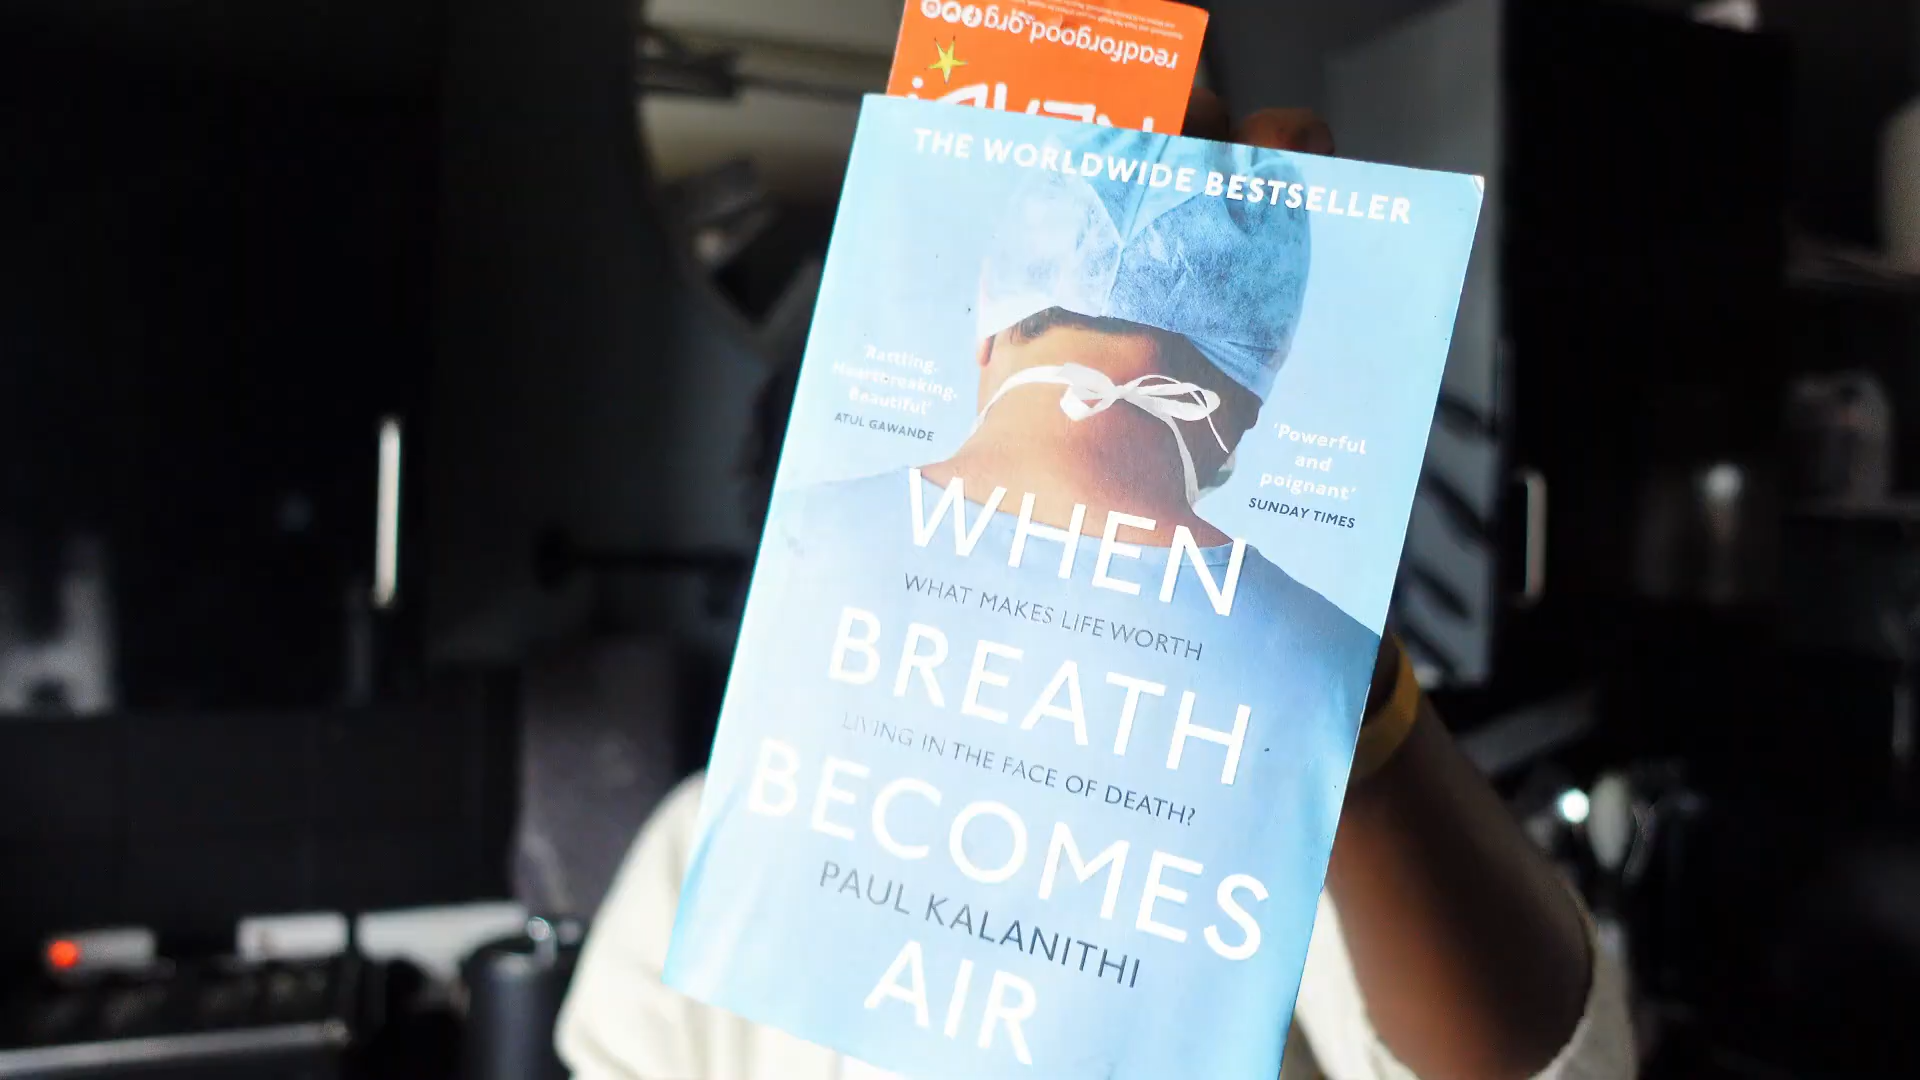 readforgood.org
READ
THE WORLDWIDE BESTSELLER
'Rattling.
Heartbreaking.
Beautiful'
ATUL GAWANDE
'Powerful
and
poignant'
SUNDAY TIMES
WHEN
WHAT MAKES LIFE WORTH
BREATH
LIVING IN THE FACE OF DEATH?
BECOMES
PAUL KALANITHI
AIR